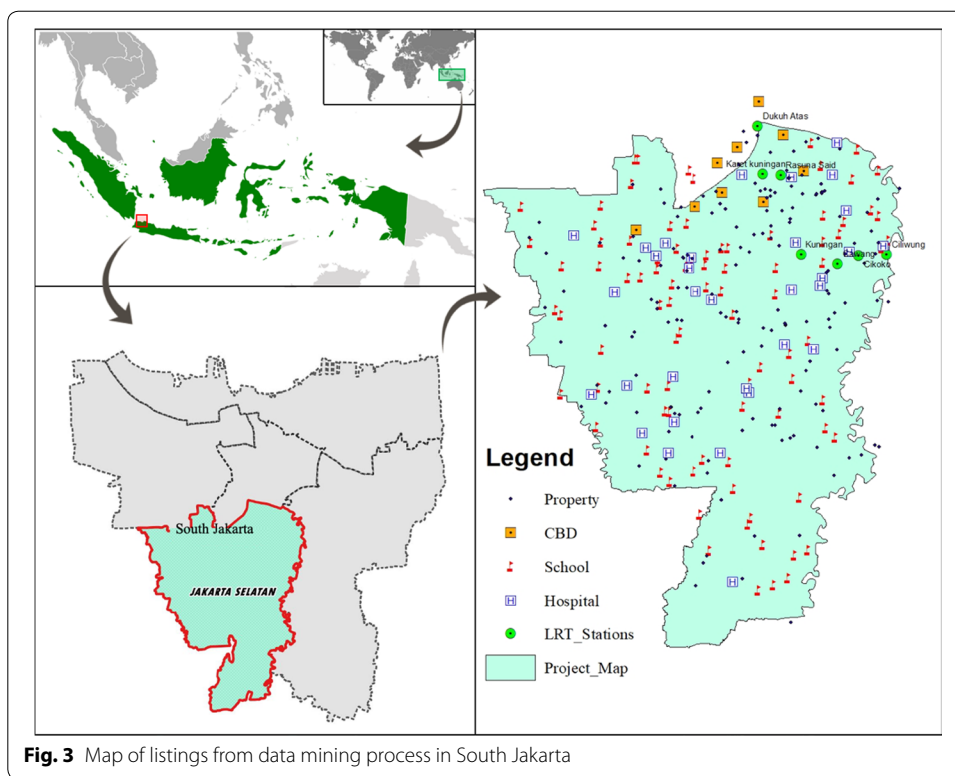 South Jakarta
JAKARTA SELATAN
Dukuh Atas
Karet kuningan
Rasuna Said
Kuningan
Ciliwung
Cikoko
Legend
Property
CBD
School
Hospital
LRT_Stations
Project_Map
Fig. 3 Map of listings from data mining process in South Jakarta